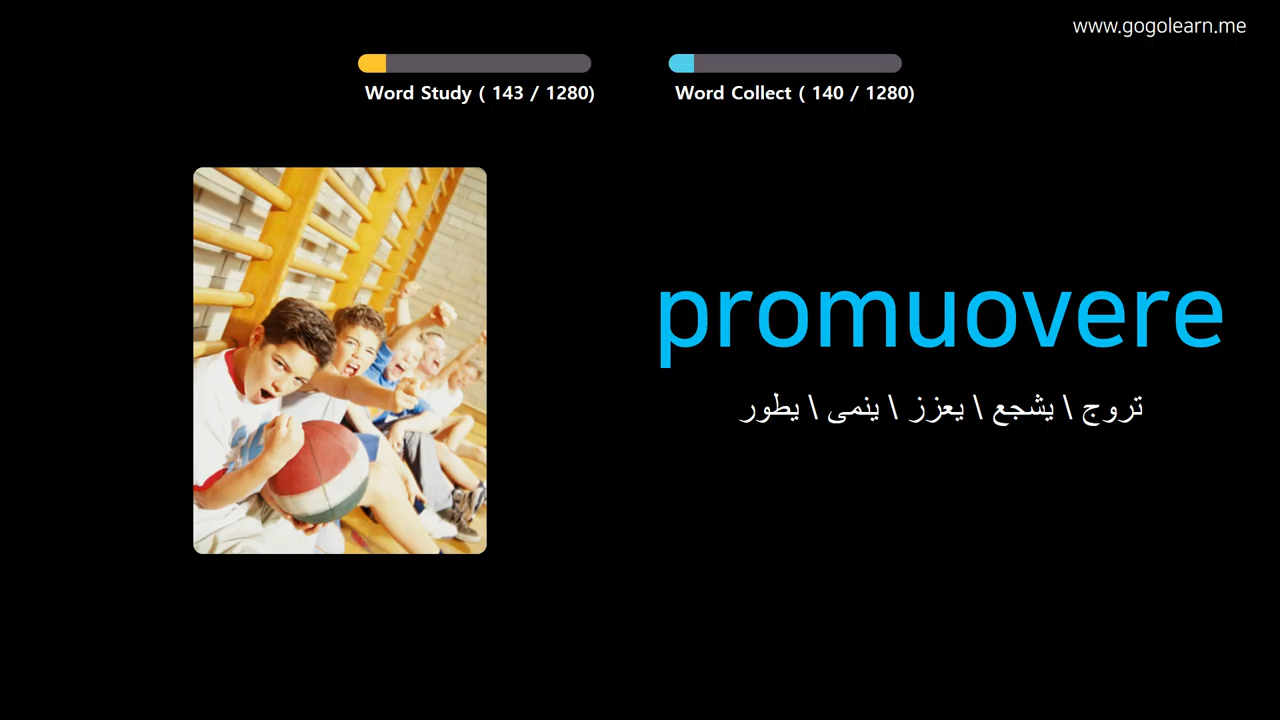 www.gogolearn.me
Word Study ( 143 / 1280)
Word Collect ( 140 / 1280)
promuovere
تروج \ يشجع \ يعزز \ ينمى \ يطور